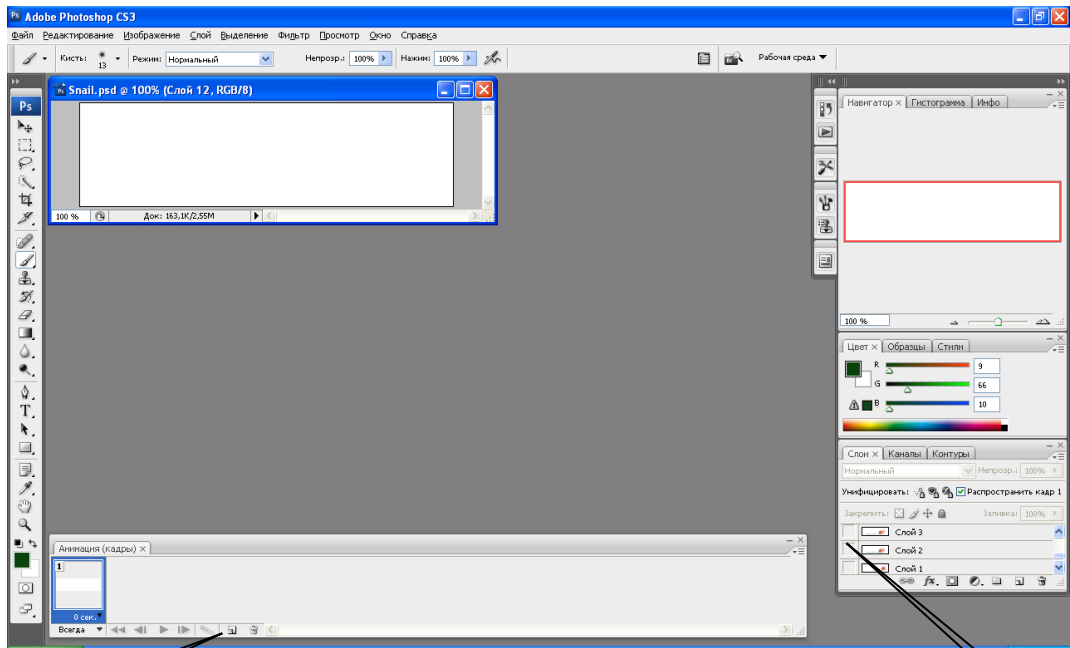 Ps Adobe Photoshop CS3
Файл Редактирование Изображение Слой Выделение Фильтр Просмотр Окно Справка
Кисть: 13 Режим: Нормальный Непрозр.: 100% Нажим: 100% Рабочая среда
Ps
Snail.psd @ 100% (Слой 12, RGB/8)
100 % Док: 163,1K/2,55M
Навигатор Гистограмма Инфо
100 %
Цвет Образцы Стили
R 9
G 66
B 10
Слои Каналы Контуры
Нормальный Непрозр.: 100%
Унифицировать: Распространить кадр 1
Закрепить: Заливка: 100%
Слой 3
Слой 2
Слой 1
T
Анимация (кадры)
1
0 сек.
Всегда